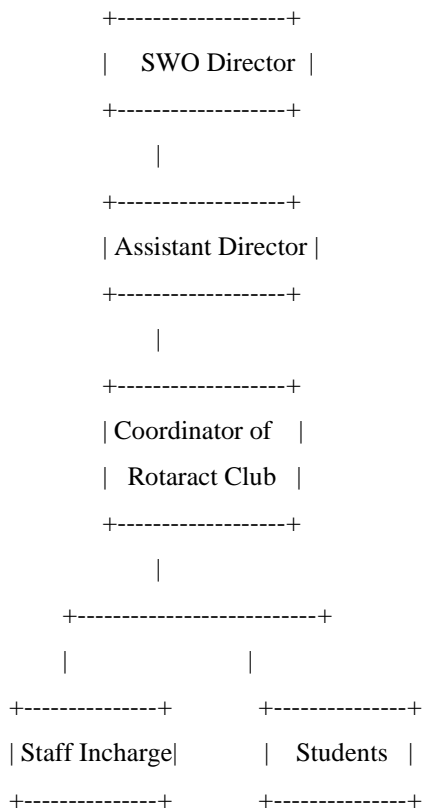 SWO Director
Assistant Director
Coordinator of
Rotaract Club
Staff Incharge
Students